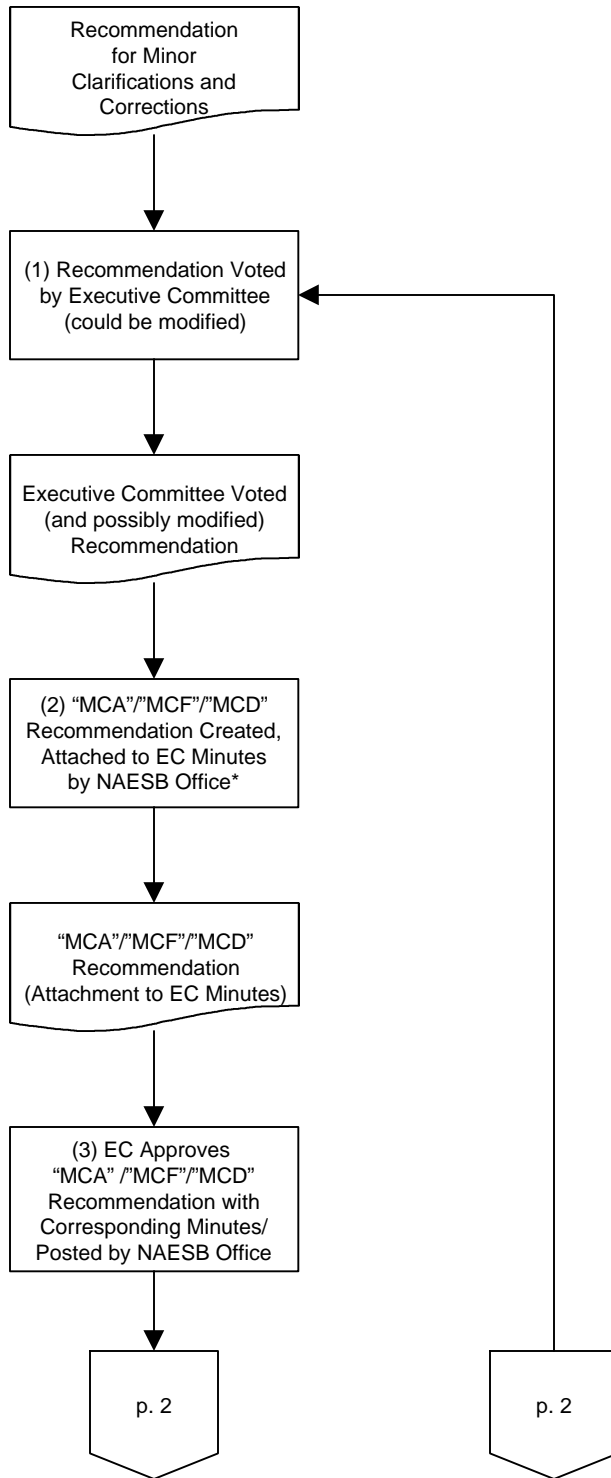 Recommendation
for Minor
Clarifications and
Corrections
(1) Recommendation Voted
by Executive Committee
(could be modified)
Executive Committee Voted
(and possibly modified)
Recommendation
(2) “MCA”/”MCF”/”MCD”
Recommendation Created,
Attached to EC Minutes
by NAESB Office*
“MCA”/”MCF”/”MCD”
Recommendation
(Attachment to EC Minutes)
(3) EC Approves
“MCA” /”MCF”/”MCD”
Recommendation with
Corresponding Minutes/
Posted by NAESB Office
p. 2
p. 2